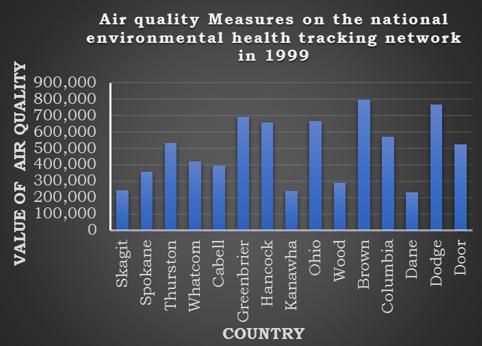 Air quality Measures on the national
environmental health tracking network
in 1999
VALUE OF AIR QUALITY
900,000
800,000
700,000
600,000
500,000
400,000
300,000
200,000
100,000
0
Skagit
Spokane
Thurston
Whatcom
Cabell
Greenbrier
Hancock
Kanawha
Ohio
Wood
Brown
Columbia
Dane
Dodge
Door
COUNTRY